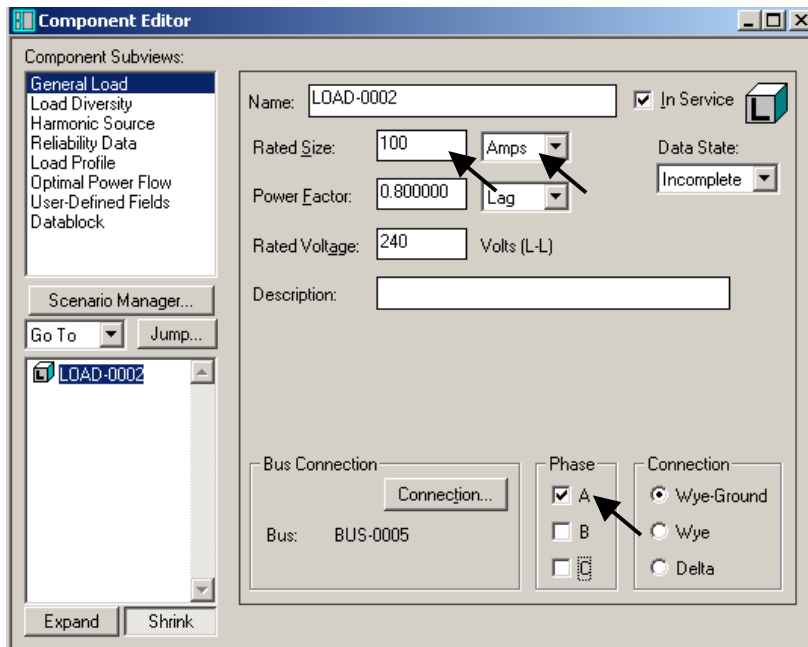 Component Editor
Component Subviews:
General Load
Load Diversity
Harmonic Source
Reliability Data
Load Profile
Optimal Power Flow
User-Defined Fields
Datablock
Scenario Manager...
Go To Jump...
LOAD-0002
Expand Shrink
Name: LOAD-0002 In Service L
Rated Size: 100 Amps Data State:
Incomplete
Power Factor: 0.800000 Lag
Rated Voltage: 240 Volts (L-L)
Description:
Bus Connection
Connection...
Bus: BUS-0005
Phase
A
B
C
Connection
Wye-Ground
Wye
Delta